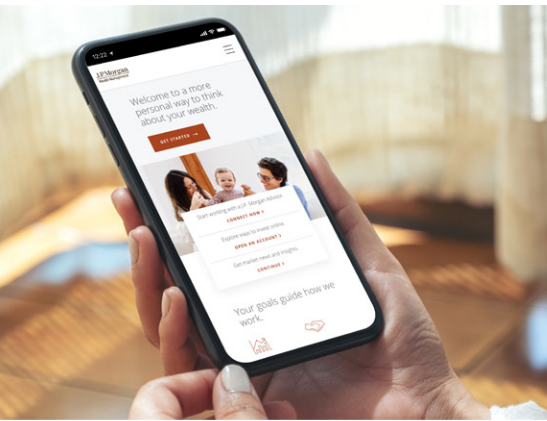 12:22
J.P.Morgan
Wealth Management
Welcome to a more
personal way to think
about your wealth.
GET STARTED →
Start working with a J.P. Morgan Advisor.
CONNECT NOW >
Explore ways to invest online.
OPEN AN ACCOUNT >
Get market news and insights.
CONTINUE >
Your goals guide how we
work.